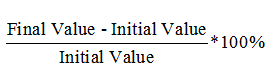 Final Value - Initial Value
Initial Value
*100%